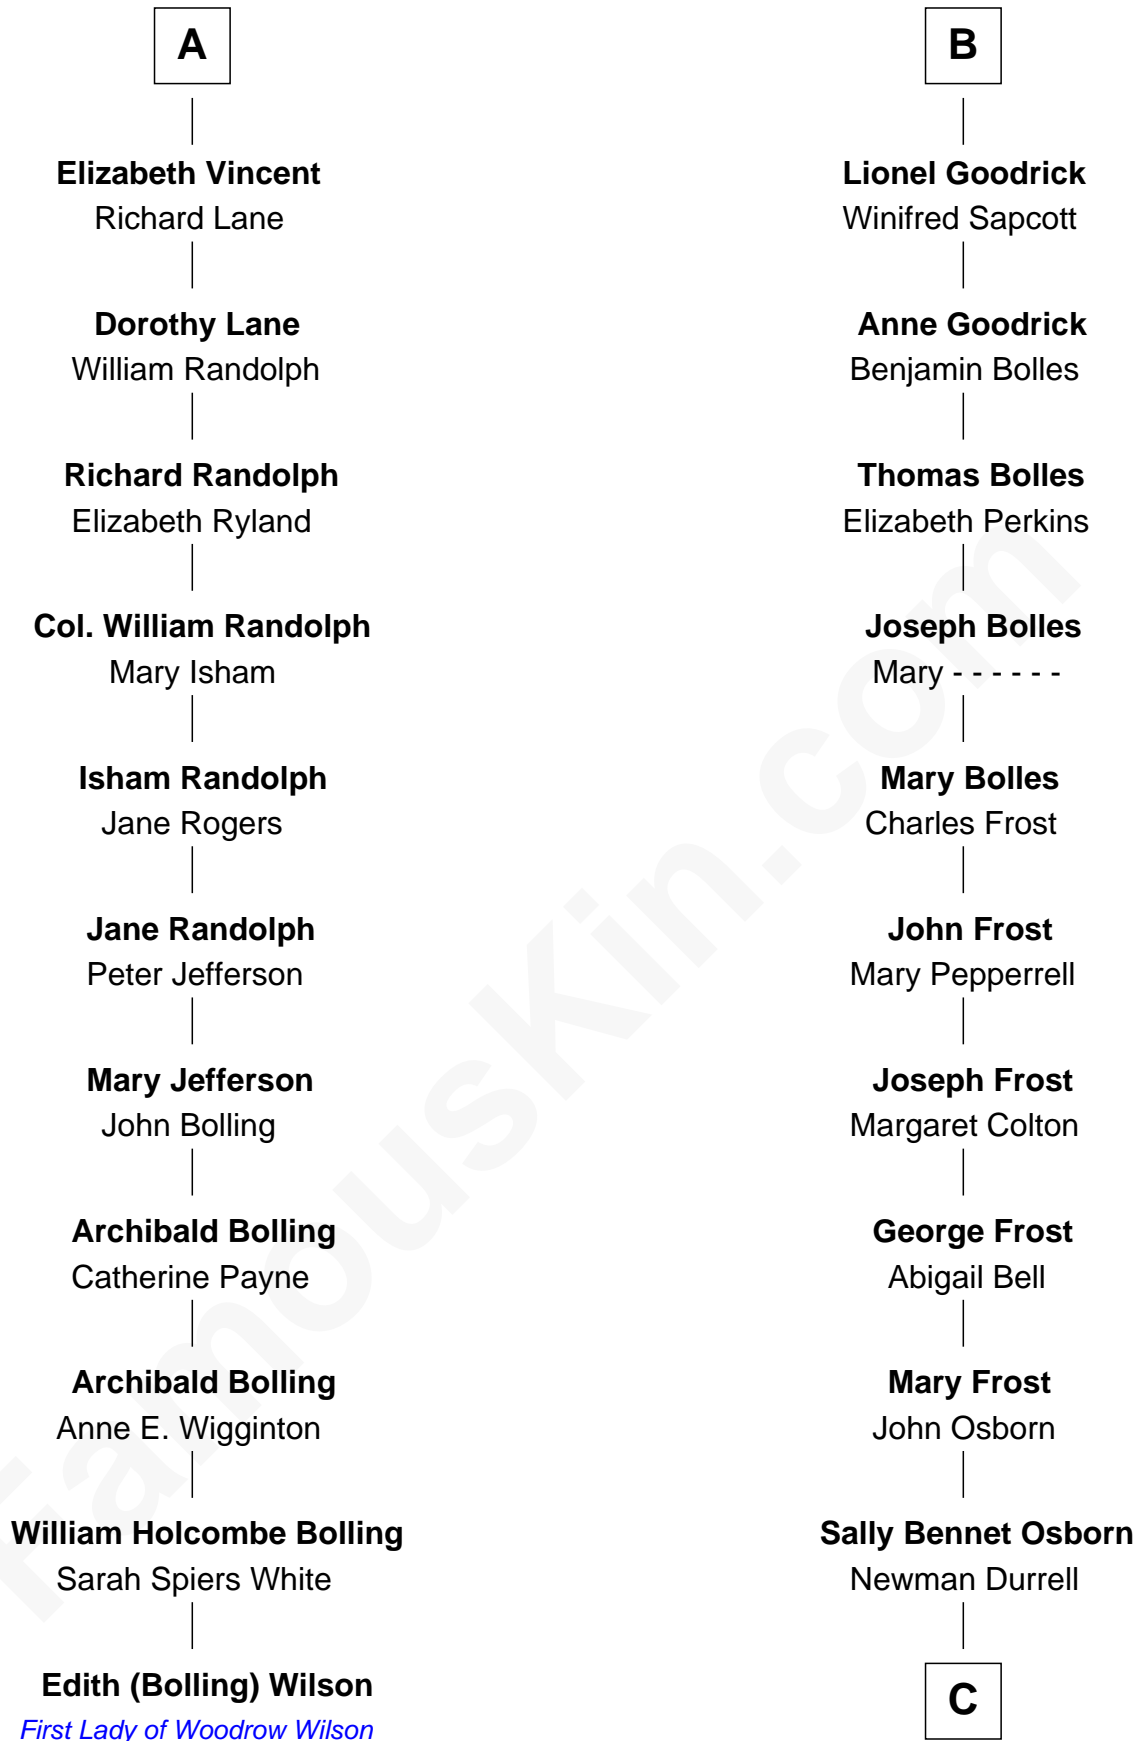 A
Elizabeth Vincent
Richard Lane
Dorothy Lane
William Randolph
Richard Randolph
Elizabeth Ryland
Col. William Randolph
Mary Isham
Isham Randolph
Jane Rogers
Jane Randolph
Peter Jefferson
Mary Jefferson
John Bolling
Archibald Bolling
Catherine Payne
Archibald Bolling
Anne E. Wigginton
William Holcombe Bolling
Sarah Spiers White
Edith (Bolling) Wilson
First Lady of Woodrow Wilson
B
Lionel Goodrick
Winifred Sapcott
Anne Goodrick
Benjamin Bolles
Thomas Bolles
Elizabeth Perkins
Joseph Bolles
Mary - - - - - -
Mary Bolles
Charles Frost
John Frost
Mary Pepperrell
Joseph Frost
Margaret Colton
George Frost
Abigail Bell
Mary Frost
John Osborn
Sally Bennet Osborn
Newman Durrell
C
FamousKin.com